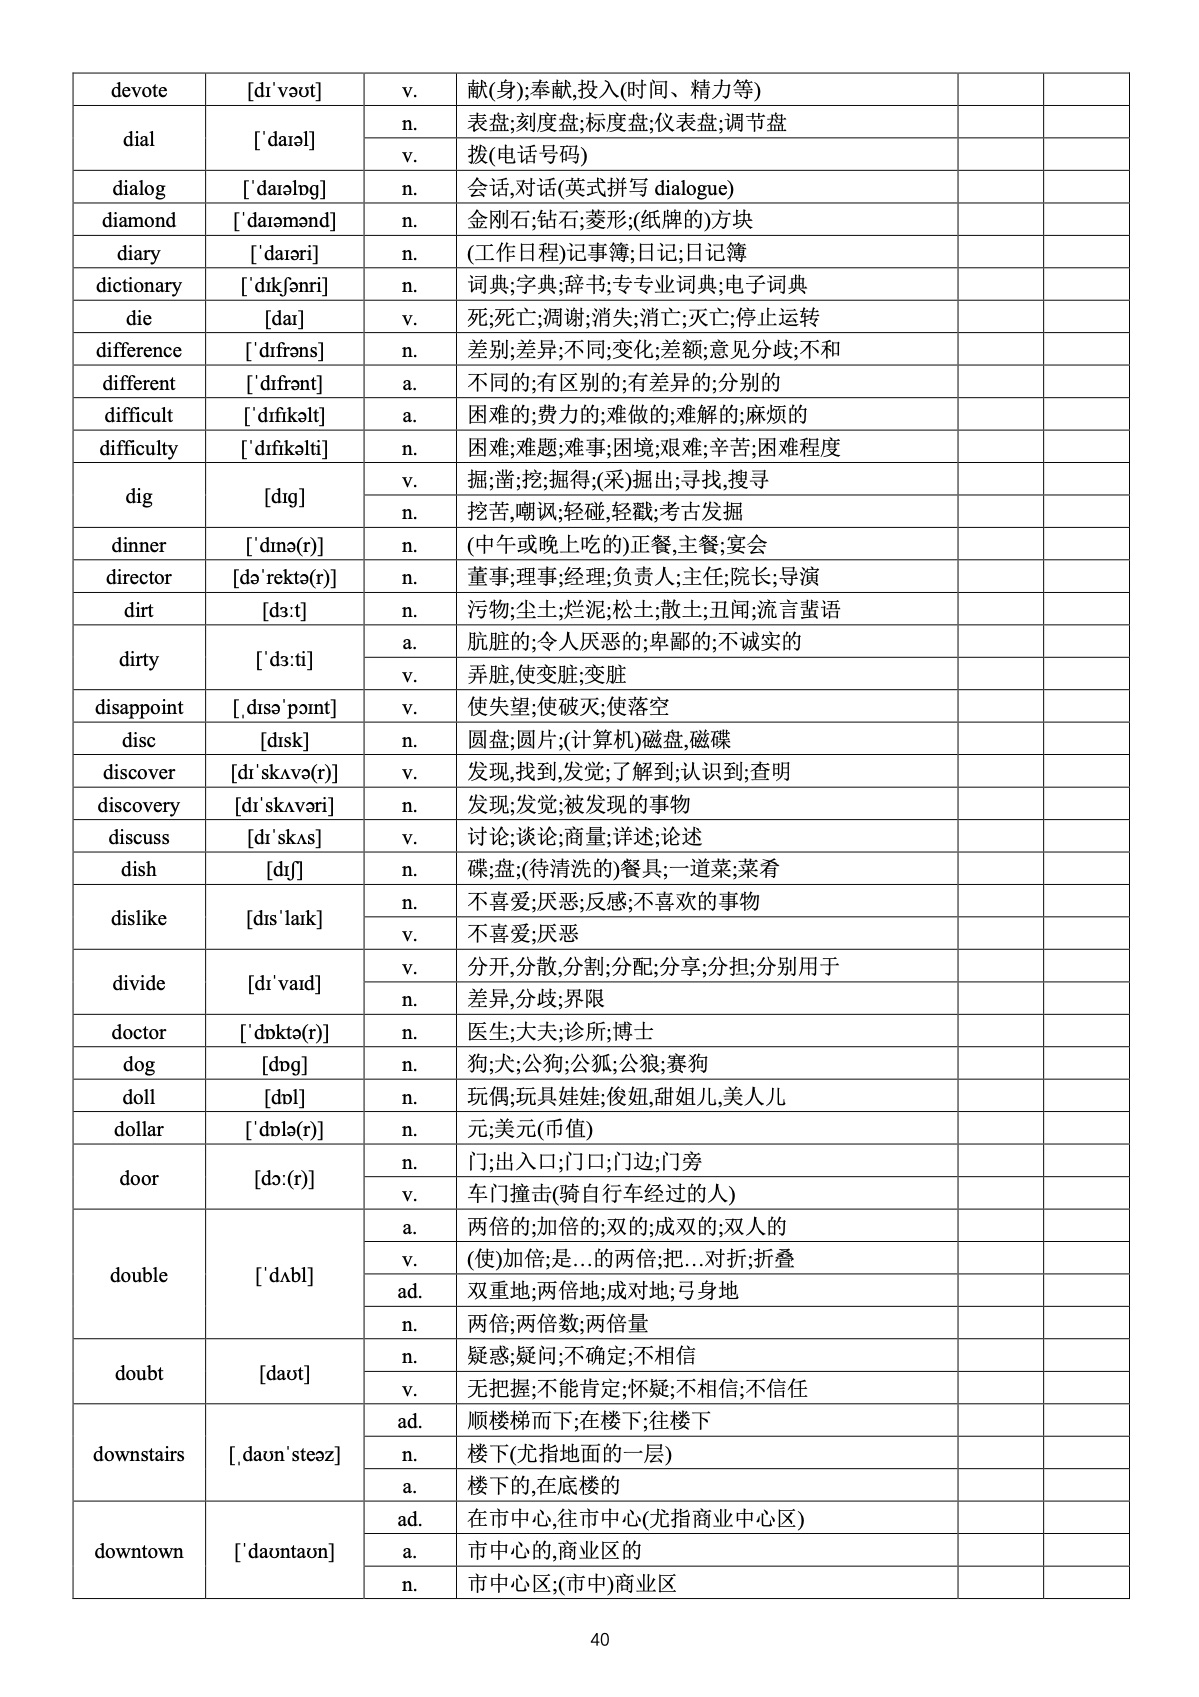 devote [dɪˈvəʊt] v. 献(身);奉献,投入(时间、精力等)
dial [ˈdaɪəl] n. 表盘;刻度盘;标度盘;仪表盘;调节盘
v. 拨(电话号码)
dialog [ˈdaɪəlɒɡ] n. 会话,对话(英式拼写 dialogue)
diamond [ˈdaɪəmənd] n. 金刚石;钻石;菱形;(纸牌的)方块
diary [ˈdaɪəri] n. (工作日程)记事簿;日记;日记簿
dictionary [ˈdɪkʃənri] n. 词典;字典;辞书;专专业词典;电子词典
die [daɪ] v. 死;死亡;凋谢;消失;消亡;灭亡;停止运转
difference [ˈdɪfrəns] n. 差别;差异;不同;变化;差额;意见分歧;不和
different [ˈdɪfrənt] a. 不同的;有区别的;有差异的;分别的
difficult [ˈdɪfɪkəlt] a. 困难的;费力的;难做的;难解的;麻烦的
difficulty [ˈdɪfɪkəlti] n. 困难;难题;难事;困境;艰难;辛苦;困难程度
dig [dɪɡ] v. 掘;凿;挖;掘得;(采)掘出;寻找,搜寻
n. 挖苦,嘲讽;轻碰,轻戳;考古发掘
dinner [ˈdɪnə(r)] n. (中午或晚上吃的)正餐,主餐;宴会
director [dəˈrektə(r)] n. 董事;理事;经理;负责人;主任;院长;导演
dirt [dɜːt] n. 污物;尘土;烂泥;松土;散土;丑闻;流言蜚语
dirty [ˈdɜːti] a. 肮脏的;令人厌恶的;卑鄙的;不诚实的
v. 弄脏,使变脏;变脏
disappoint [ˌdɪsəˈpɔɪnt] v. 使失望;使破灭;使落空
disc [dɪsk] n. 圆盘;圆片;(计算机)磁盘,磁碟
discover [dɪˈskʌvə(r)] v. 发现,找到,发觉;了解到;认识到;查明
discovery [dɪˈskʌvəri] n. 发现;发觉;被发现的事物
discuss [dɪˈskʌs] v. 讨论;谈论;商量;详述;论述
dish [dɪʃ] n. 碟;盘;(待清洗的)餐具;一道菜;菜肴
dislike [dɪsˈlaɪk] n. 不喜爱;厌恶;反感;不喜欢的事物
v. 不喜爱;厌恶
divide [dɪˈvaɪd] v. 分开,分散,分割;分配;分享;分担;分别用于
n. 差异,分歧;界限
doctor [ˈdɒktə(r)] n. 医生;大夫;诊所;博士
dog [dɒɡ] n. 狗;犬;公狗;公狐;公狼;赛狗
doll [dɒl] n. 玩偶;玩具娃娃;俊妞,甜姐儿,美人儿
dollar [ˈdɒlə(r)] n. 元;美元(币值)
door [dɔː(r)] n. 门;出入口;门口;门边;门旁
v. 车门撞击(骑自行车经过的人)
double [ˈdʌbl] a. 两倍的;加倍的;双的;成双的;双人的
v. (使)加倍;是…的两倍;把…对折;折叠
ad. 双重地;两倍地;成对地;弓身地
n. 两倍;两倍数;两倍量
doubt [daʊt] n. 疑惑;疑问;不确定;不相信
v. 无把握;不能肯定;怀疑;不相信;不信任
downstairs [ˌdaʊnˈsteəz] ad. 顺楼梯而下;在楼下;往楼下
n. 楼下(尤指地面的一层)
a. 楼下的,在底楼的
downtown [ˈdaʊntaʊn] ad. 在市中心,往市中心(尤指商业中心区)
a. 市中心的,商业区的
n. 市中心区;(市中)商业区
40